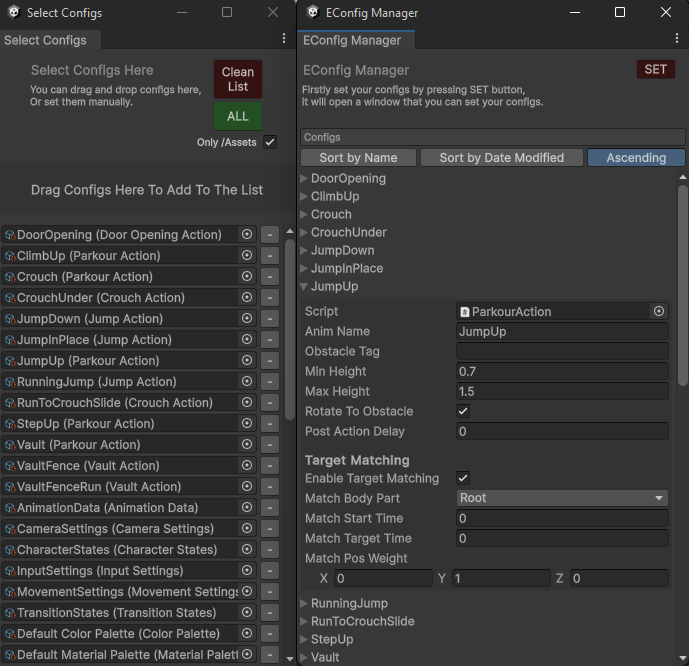 Select Configs
Select Configs
Select Configs Here
You can drag and drop configs here,
Or set them manually.
Clean
List
ALL
Only /Assets
Drag Configs Here To Add To The List
DoorOpening (Door Opening Action)
-
ClimbUp (Parkour Action)
-
Crouch (Parkour Action)
-
CrouchUnder (Crouch Action)
-
JumpDown (Jump Action)
-
JumpInPlace (Jump Action)
-
JumpUp (Parkour Action)
-
RunningJump (Jump Action)
-
RunToCrouchSlide (Crouch Action)
-
StepUp (Parkour Action)
-
Vault (Parkour Action)
-
VaultFence (Vault Action)
-
VaultFenceRun (Vault Action)
-
AnimationData (Animation Data)
-
CameraSettings (Camera Settings)
-
CharacterStates (Character States)
-
InputSettings (Input Settings)
-
MovementSettings (Movement Settings
-
TransitionStates (Transition States)
-
Default Color Palette (Color Palette)
-
Default Material Palette (Material Palett
-
EConfig Manager
EConfig Manager
EConfig Manager
SET
Firstly set your configs by pressing SET button,
it will open a window that you can set your configs.
Configs
Sort by Name
Sort by Date Modified
Ascending
DoorOpening
ClimbUp
Crouch
CrouchUnder
JumpDown
JumpInPlace
JumpUp
Script
# ParkourAction
Anim Name
JumpUp
Obstacle Tag
Min Height
0.7
Max Height
1.5
Rotate To Obstacle
Post Action Delay
0
Target Matching
Enable Target Matching
Match Body Part
Root
Match Start Time
0
Match Target Time
0
Match Pos Weight
X 0 Y 1 Z 0
RunningJump
RunToCrouchSlide
StepUp
Vault